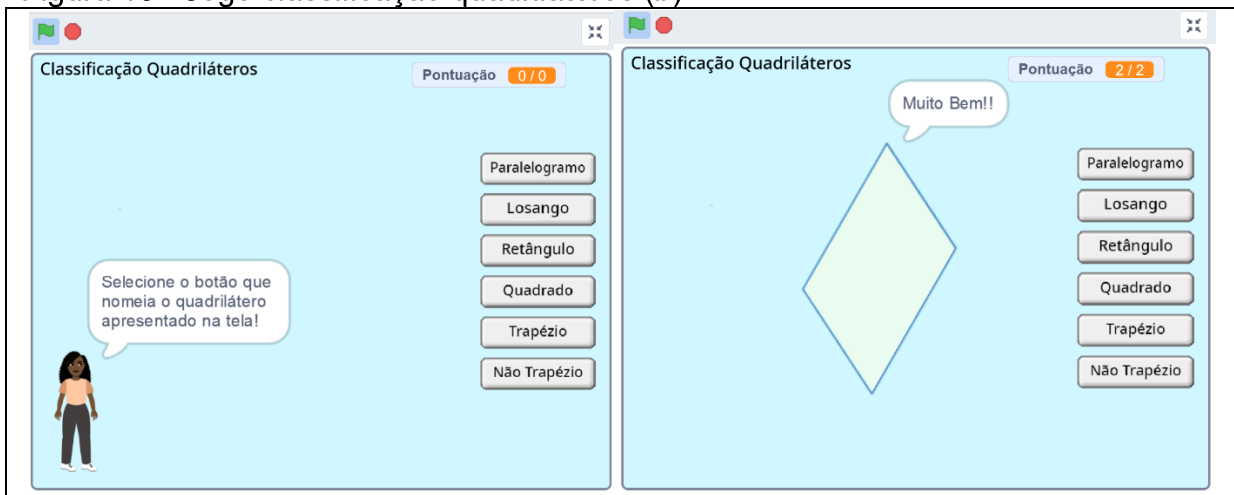 Classificação Quadriláteros
Pontuação 0 / 0
Paralelogramo
Losango
Retângulo
Quadrado
Trapézio
Não Trapézio
Selecione o botão que
nomeia o quadrilátero
apresentado na tela!
Classificação Quadriláteros
Pontuação 2 / 2
Muito Bem!!
Paralelogramo
Losango
Retângulo
Quadrado
Trapézio
Não Trapézio